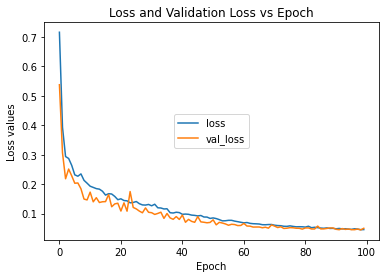 Loss and Validation Loss vs Epoch
0.7
0.6
0.5
0.4
0.3
0.2
0.1
Loss values
loss
val_loss
0 20 40 60 80 100
Epoch